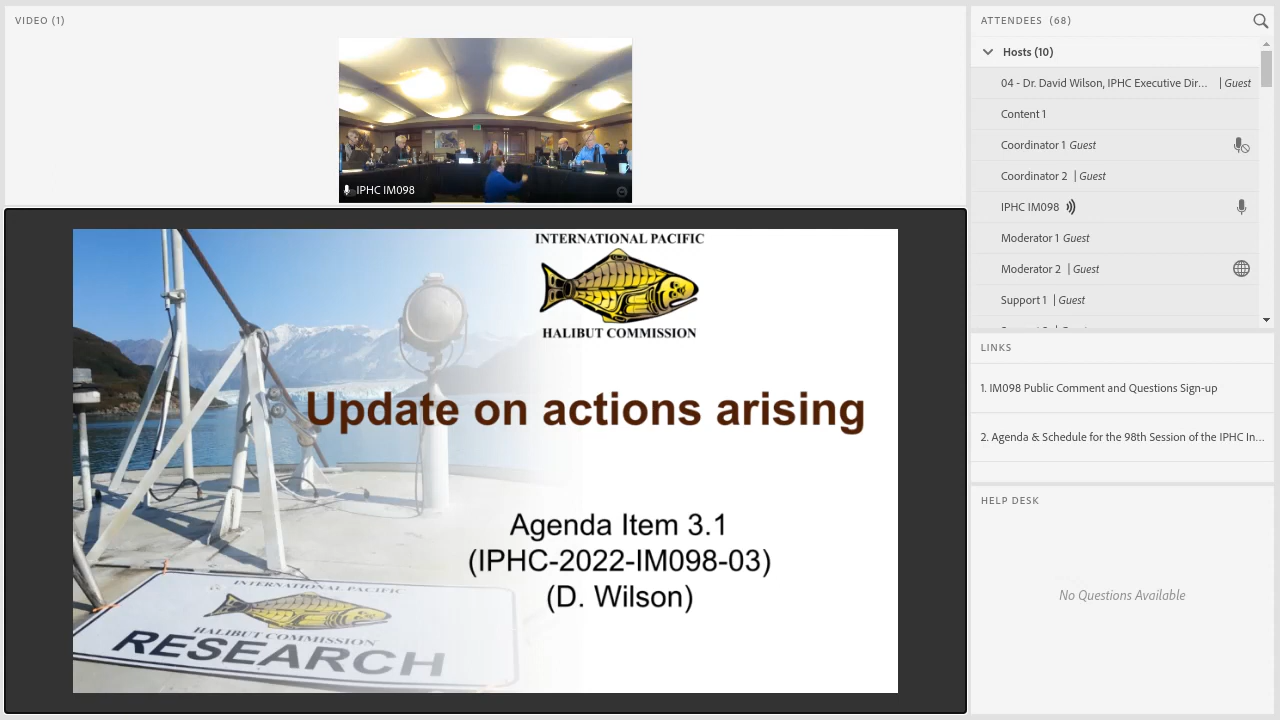 VIDEO (1)
IPHC IM098
INTERNATIONAL PACIFIC
HALIBUT COMMISSION
Update on actions arising
Agenda Item 3.1
(IPHC-2022-IM098-03)
(D. Wilson)
INTERNATIONAL PACIFIC
HALIBUT COMMISSION
RESEARCH
ATTENDEES (68)
Hosts (10)
04 - Dr. David Wilson, IPHC Executive Dir... | Guest
Content 1
Coordinator 1 Guest
Coordinator 2 | Guest
IPHC IM098
Moderator 1 Guest
Moderator 2 | Guest
Support 1 | Guest
LINKS
1. IM098 Public Comment and Questions Sign-up
2. Agenda & Schedule for the 98th Session of the IPHC In...
HELP DESK
No Questions Available